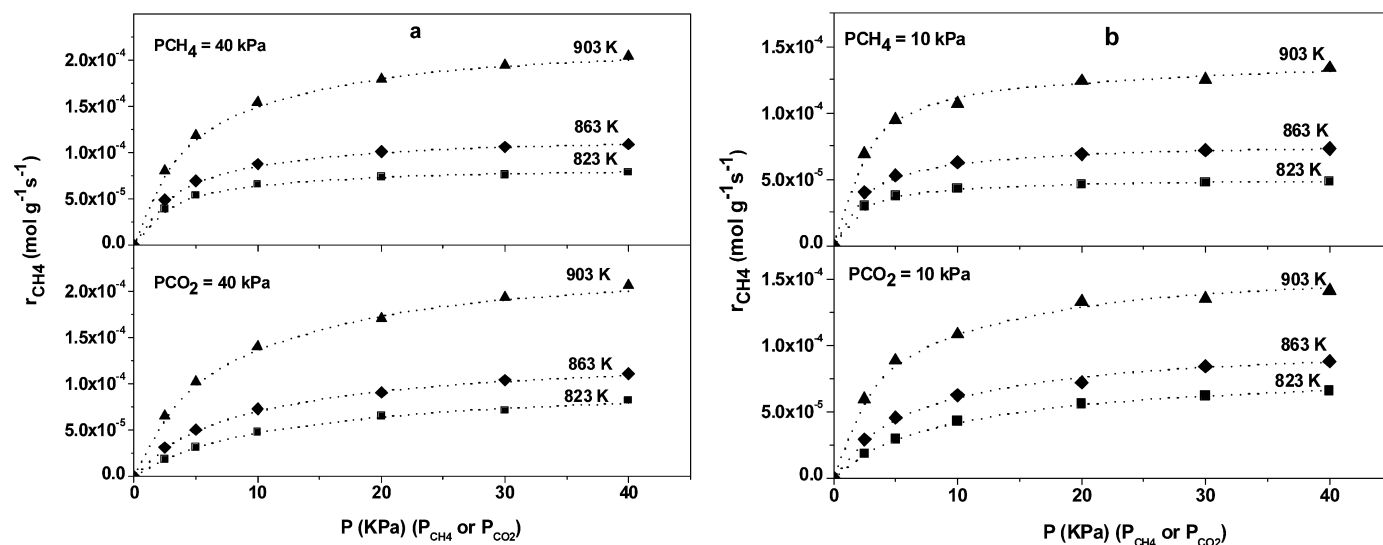 a
PCH4 = 40 kPa
903 K
863 K
823 K
2.0x10-4
1.5x10-4
1.0x10-4
5.0x10-5
0.0
PCO2 = 40 kPa
903 K
863 K
823 K
2.0x10-4
1.5x10-4
1.0x10-4
5.0x10-5
0.0
0 10 20 30 40
rCH4 (mol g-1s-1)
P (KPa) (PCH4 or PCO2)
b
PCH4 = 10 kPa
903 K
863 K
823 K
1.5x10-4
1.0x10-4
5.0x10-5
0.0
PCO2 = 10 kPa
903 K
863 K
823 K
1.5x10-4
1.0x10-4
5.0x10-5
0.0
0 10 20 30 40
rCH4 (mol g-1s-1)
P (KPa) (PCH4 or PCO2)